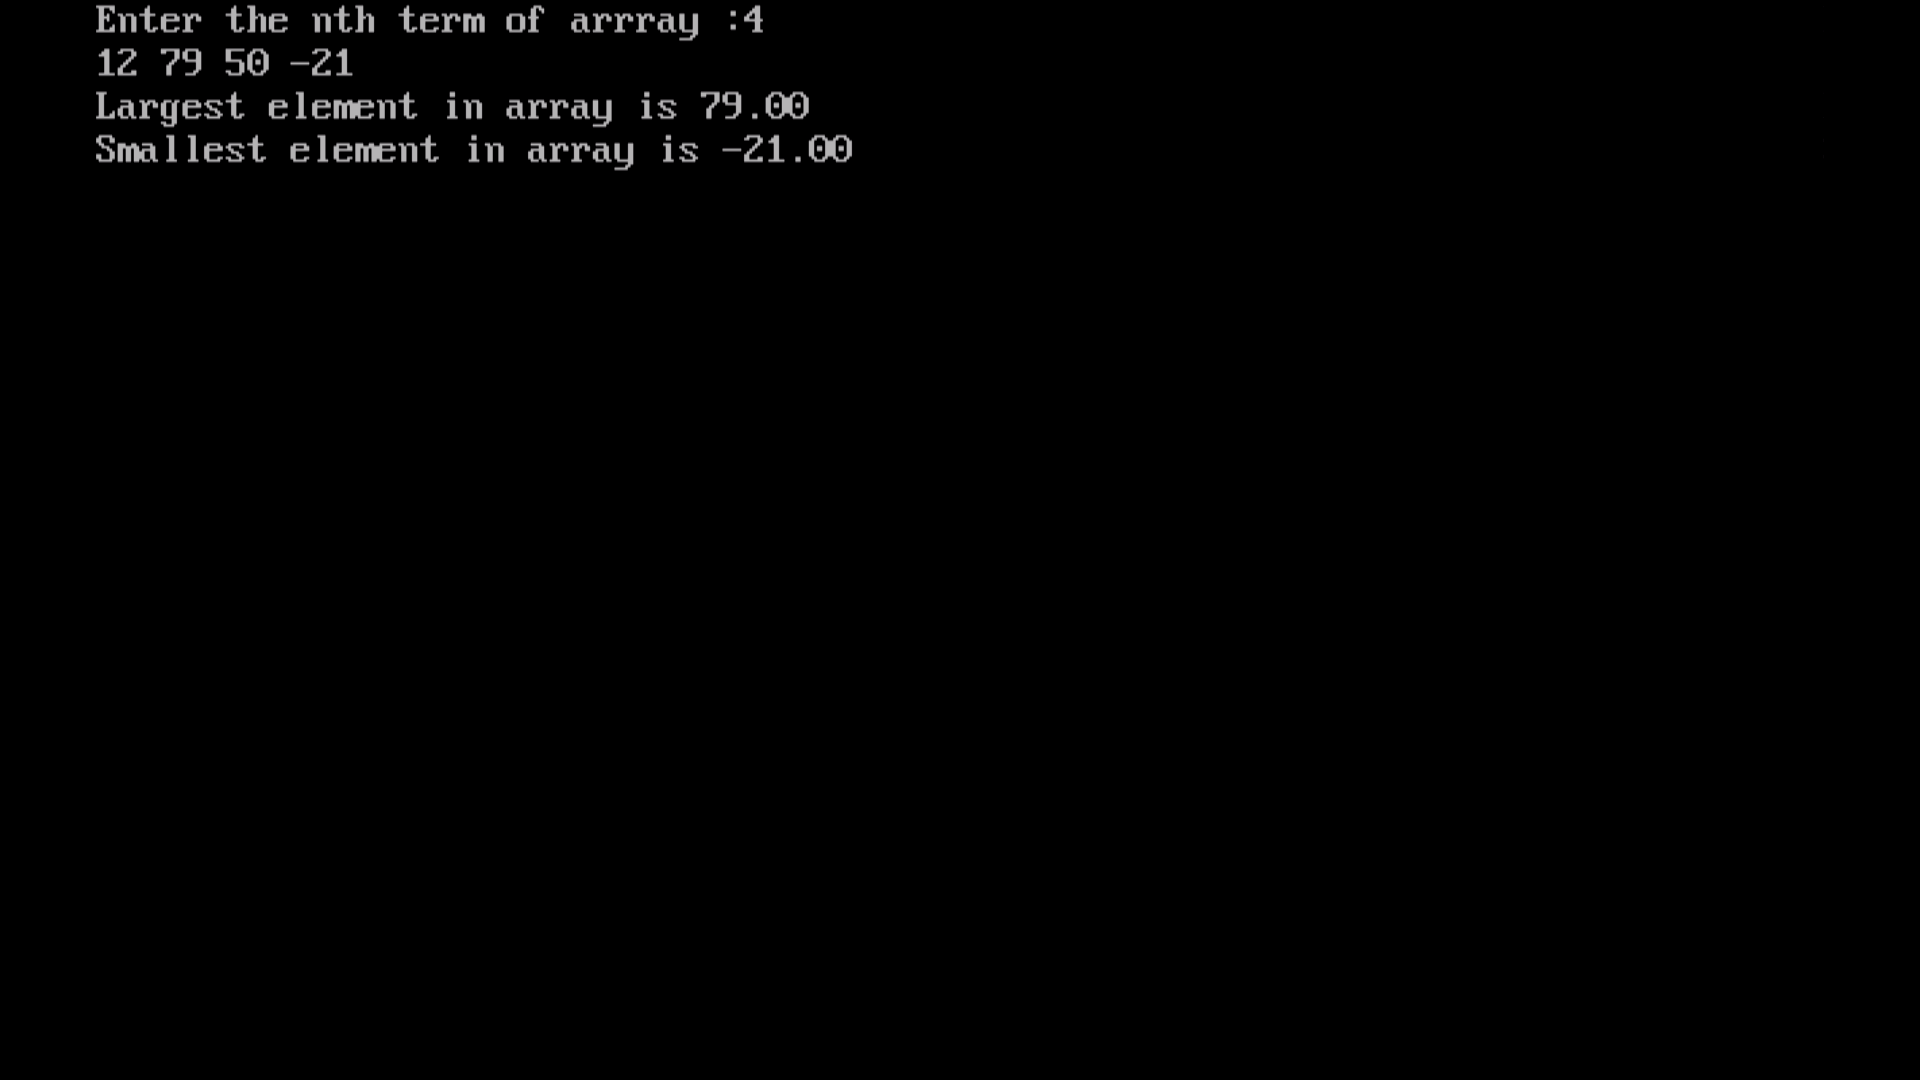 Enter the nth term of arrray :4
12 79 50 -21
Largest element in array is 79.00
Smallest element in array is -21.00